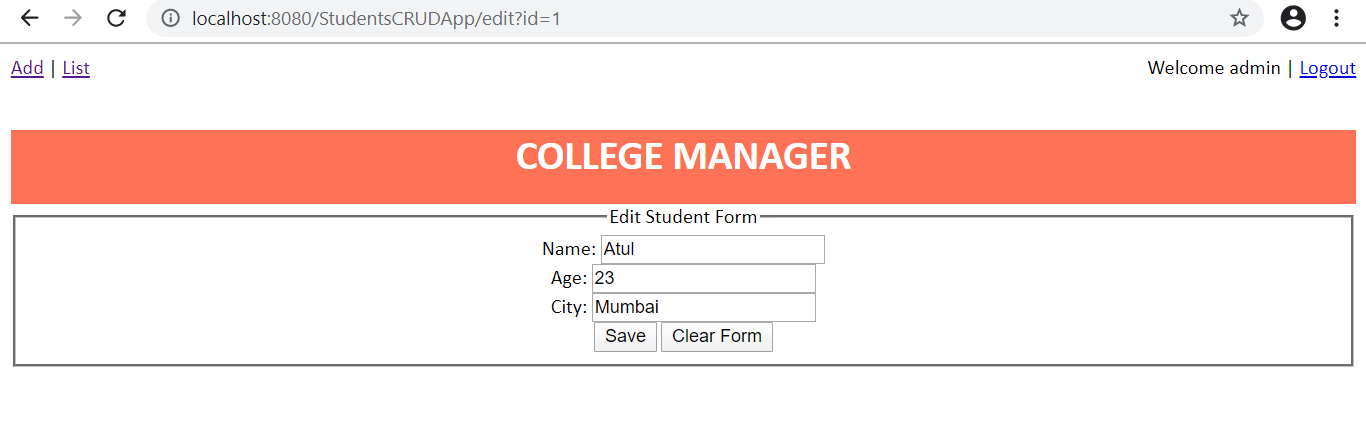 localhost:8080/StudentsCRUDApp/edit?id=1
Add | List
Welcome admin | Logout
COLLEGE MANAGER
Edit Student Form
Name: Atul
Age: 23
City: Mumbai
Save Clear Form